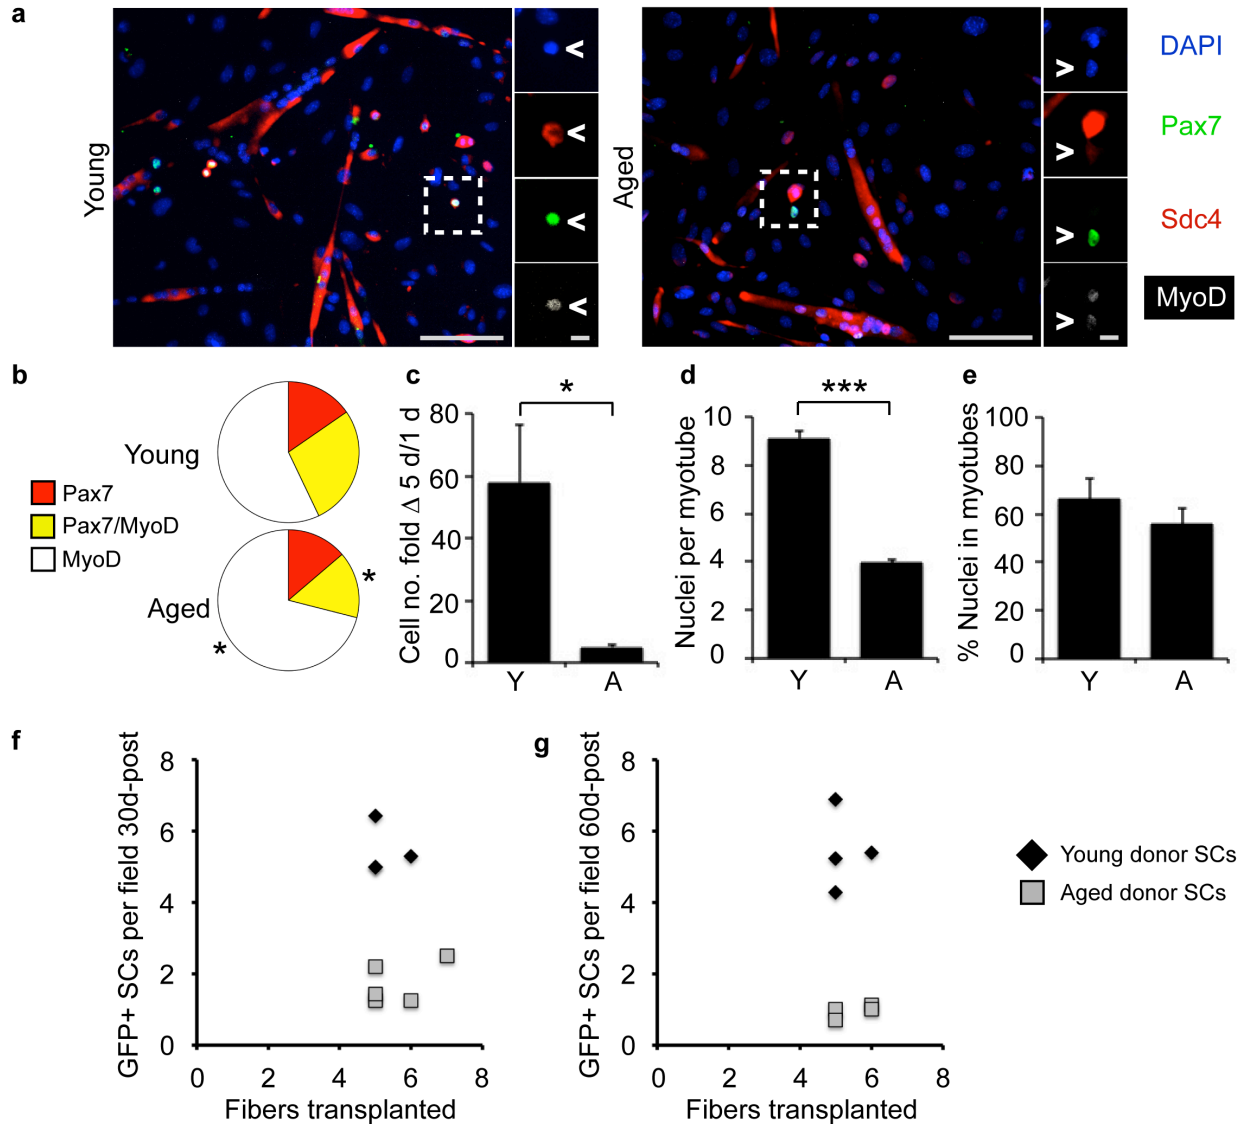 a
Young
Aged
DAPI
Pax7
Sdc4
MyoD
b
Young
Pax7
Pax7/MyoD
MyoD
Aged
*
*
c
Cell no. fold Δ 5 d/1 d
80
60
40
20
0
*
Y
A
d
Nuclei per myotube
10
8
6
4
2
0
***
Y
A
e
% Nuclei in myotubes
100
80
60
40
20
0
Y
A
f
GFP+ SCs per field 30d-post
8
6
4
2
0
0 2 4 6 8
Fibers transplanted
g
GFP+ SCs per field 60d-post
8
6
4
2
0
0 2 4 6 8
Fibers transplanted
Young donor SCs
Aged donor SCs